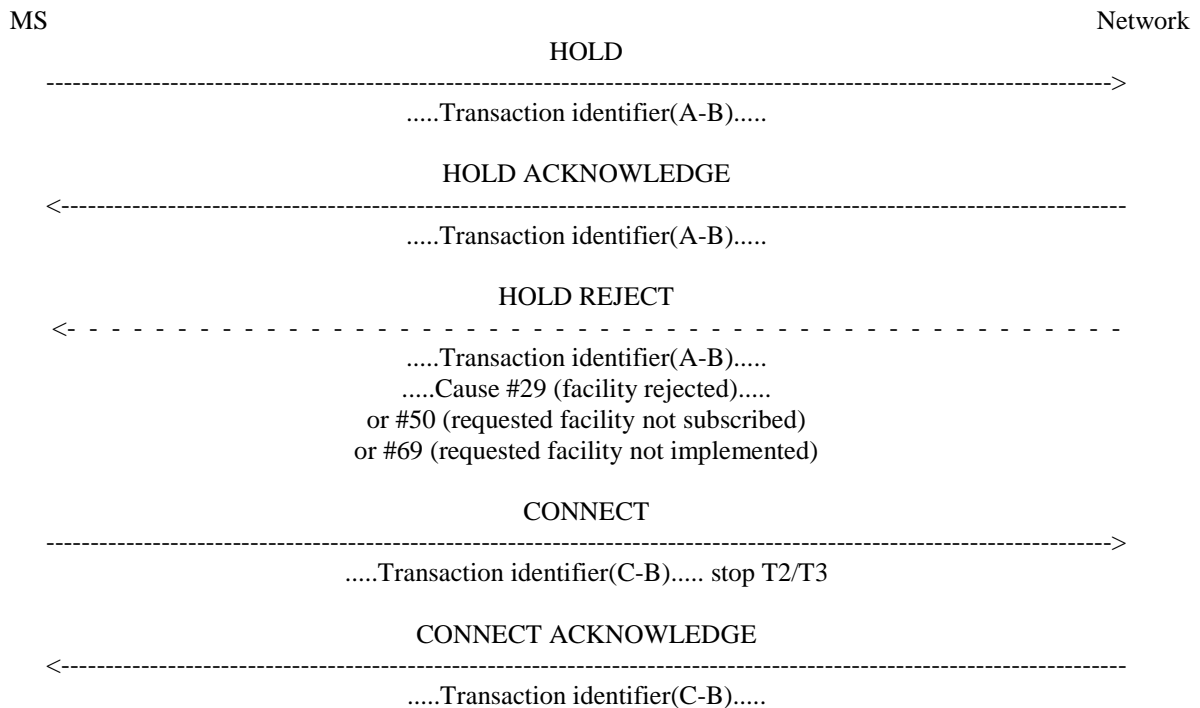 MS Network
HOLD
------------------------------------------------------------------------------------------------------------------------>
.....Transaction identifier(A-B).....
HOLD ACKNOWLEDGE
<------------------------------------------------------------------------------------------------------------------------
.....Transaction identifier(A-B).....
HOLD REJECT
<- - - - - - - - - - - - - - - - - - - - - - - - - - - - - - - - - - - - - - - - - - - - - - - -
.....Transaction identifier(A-B).....
.....Cause #29 (facility rejected).....
or #50 (requested facility not subscribed)
or #69 (requested facility not implemented)
CONNECT
------------------------------------------------------------------------------------------------------------------------>
.....Transaction identifier(C-B)..... stop T2/T3
CONNECT ACKNOWLEDGE
<------------------------------------------------------------------------------------------------------------------------
.....Transaction identifier(C-B).....